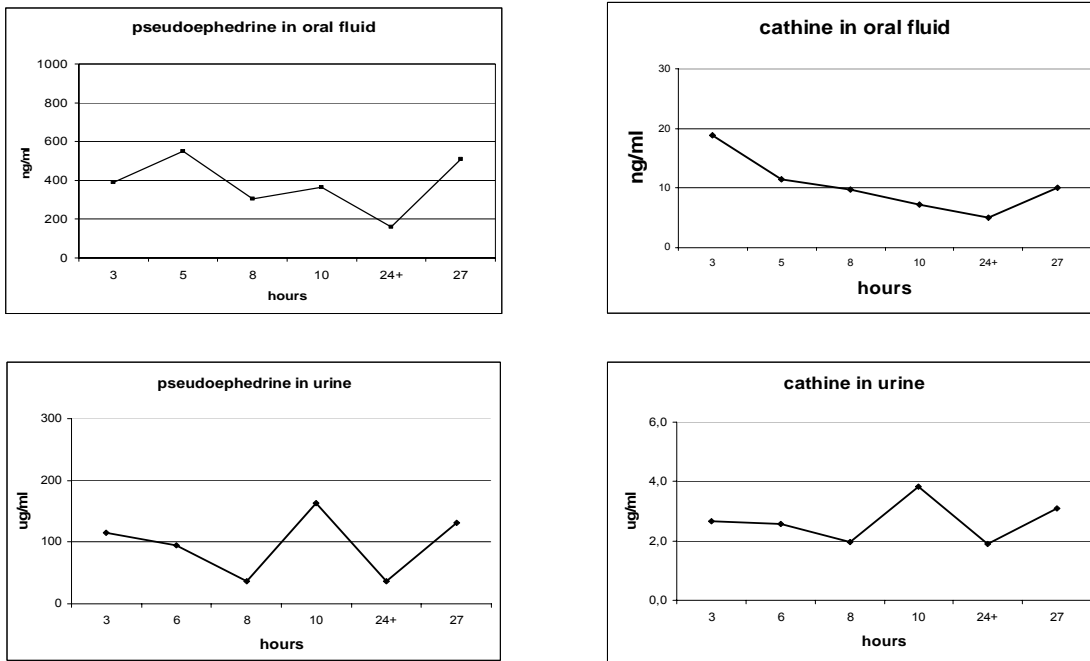 pseudoephedrine in oral fluid
1000
800
600
400
200
0
ng/ml
3 5 8 10 24+ 27
hours
cathine in oral fluid
30
20
10
0
ng/ml
3 5 8 10 24+ 27
hours
pseudoephedrine in urine
300
200
100
0
ug/ml
3 6 8 10 24+ 27
hours
cathine in urine
6,0
4,0
2,0
0,0
ug/ml
3 6 8 10 24+ 27
hours